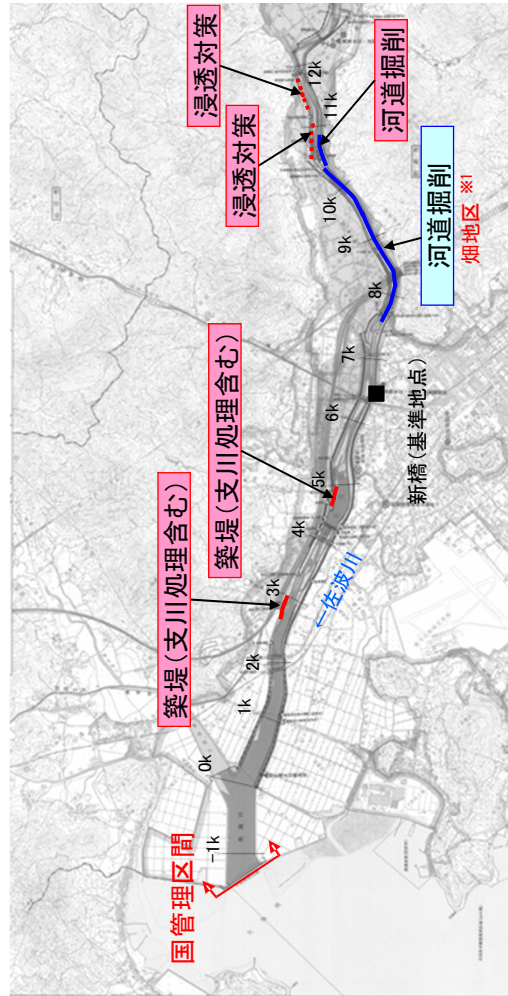 浸透対策
浸透対策
河道掘削
河道掘削
畑地区 ※1
築堤(支川処理含む)
築堤(支川処理含む)
新橋(基準地点)
←佐波川
国管理区間
-1k
0k
1k
2k
3k
4k
5k
6k
7k
8k
9k
10k
11k
12k